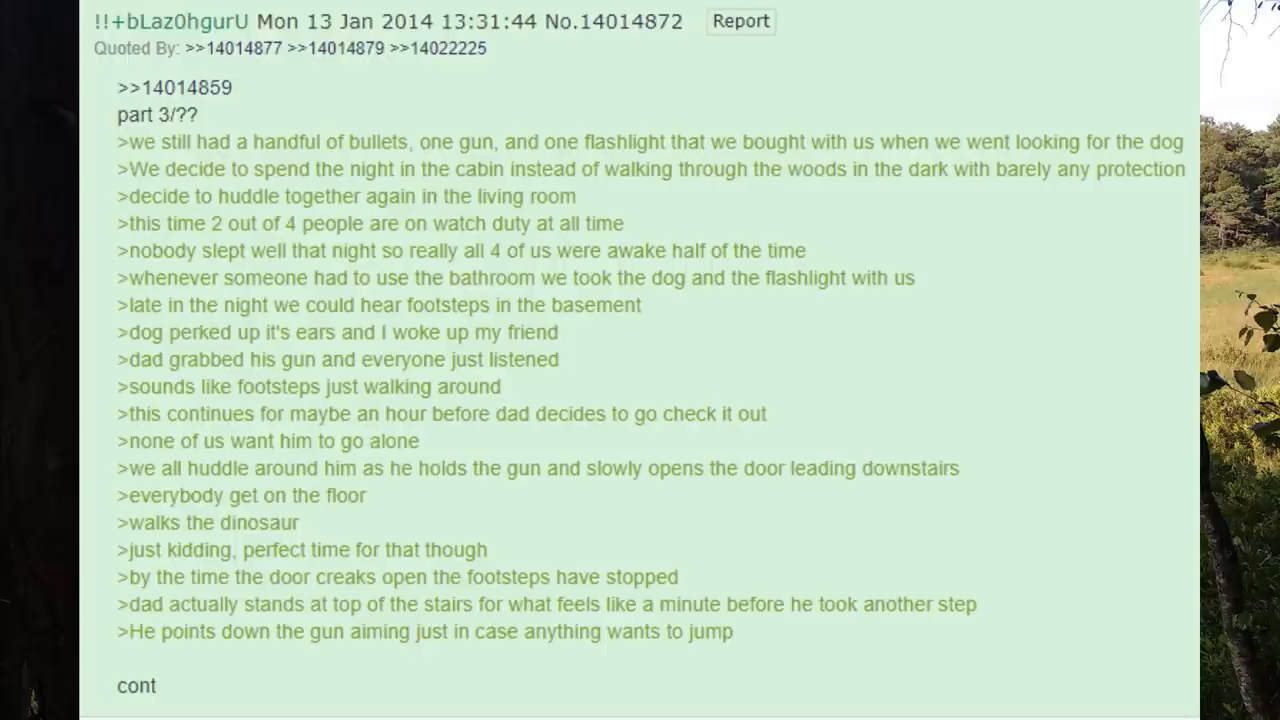 !!+bLaz0hgurU Mon 13 Jan 2014 13:31:44 No.14014872 Report
Quoted By: >>14014877 >>14014879 >>14022225
>>14014859
part 3/??
>we still had a handful of bullets, one gun, and one flashlight that we bought with us when we went looking for the dog
>We decide to spend the night in the cabin instead of walking through the woods in the dark with barely any protection
>decide to huddle together again in the living room
>this time 2 out of 4 people are on watch duty at all time
>nobody slept well that night so really all 4 of us were awake half of the time
>whenever someone had to use the bathroom we took the dog and the flashlight with us
>late in the night we could hear footsteps in the basement
>dog perked up it's ears and I woke up my friend
>dad grabbed his gun and everyone just listened
>sounds like footsteps just walking around
>this continues for maybe an hour before dad decides to go check it out
>none of us want him to go alone
>we all huddle around him as he holds the gun and slowly opens the door leading downstairs
>everybody get on the floor
>walks the dinosaur
>just kidding, perfect time for that though
>by the time the door creaks open the footsteps have stopped
>dad actually stands at top of the stairs for what feels like a minute before he took another step
>He points down the gun aiming just in case anything wants to jump
cont